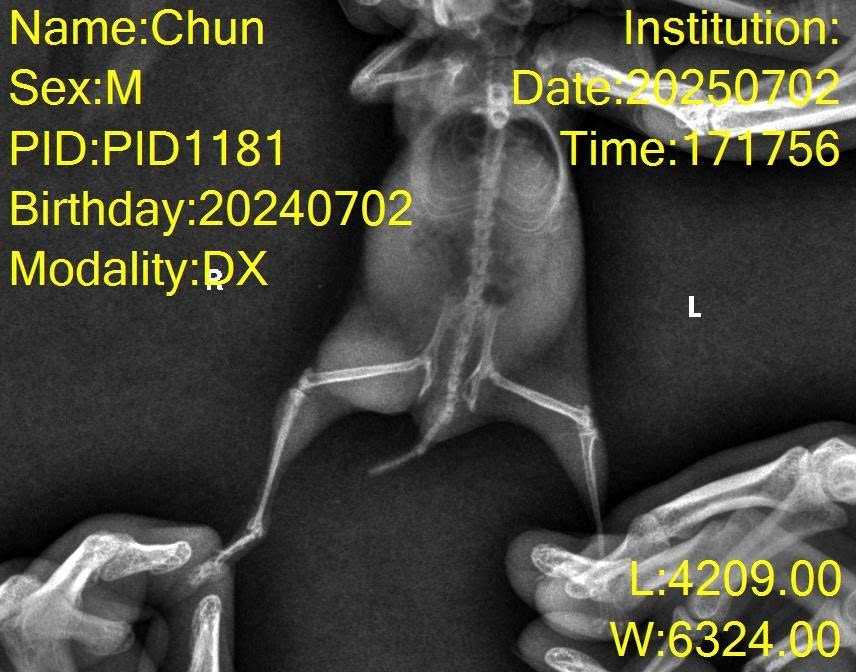 Name:Chun
Institution:
Sex:M
Date:20250702
PID:PID1181
Time:171756
Birthday:20240702
Modality:DX
R
L
L:4209.00
W:6324.00